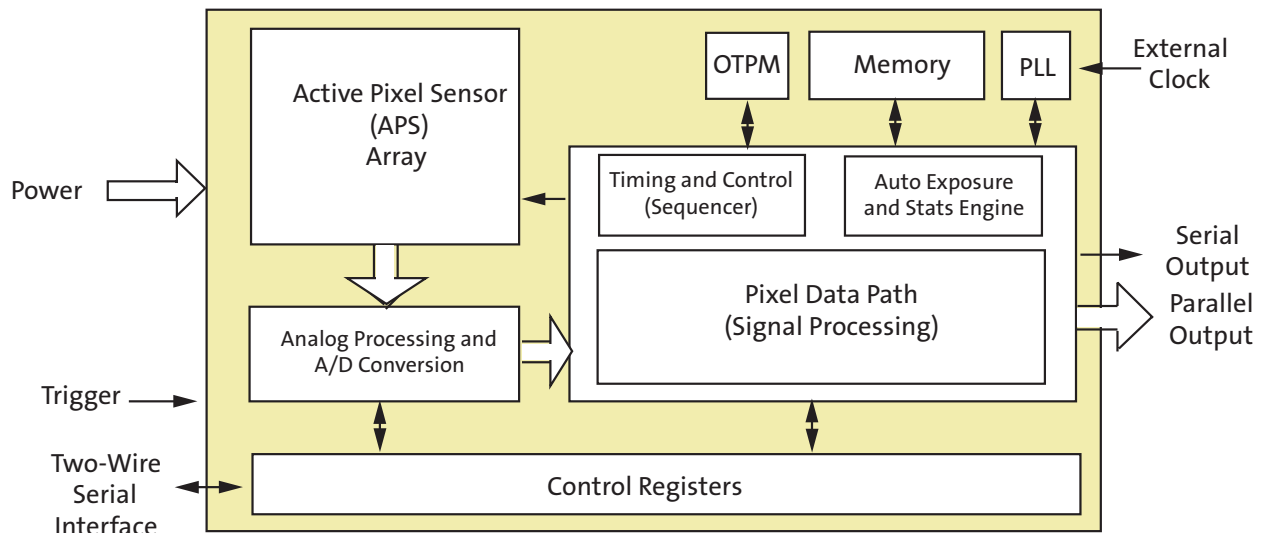 Active Pixel Sensor
(APS)
Array
OTPM
Memory
PLL
External
Clock
Power
Timing and Control
(Sequencer)
Auto Exposure
and Stats Engine
Serial
Output
Pixel Data Path
(Signal Processing)
Parallel
Output
Analog Processing and
A/D Conversion
Trigger
Two-Wire
Serial
Interface
Control Registers